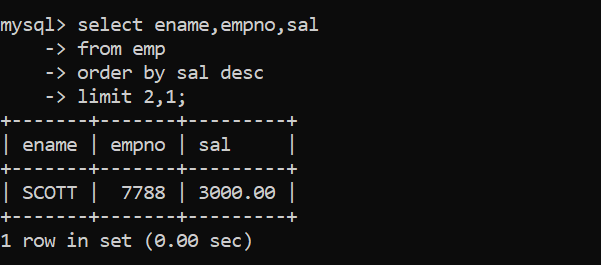 mysql> select ename,empno,sal
    -> from emp
    -> order by sal desc
    -> limit 2,1;
+-------+-------+---------+
| ename | empno | sal     |
+-------+-------+---------+
| SCOTT |  7788 | 3000.00 |
+-------+-------+---------+
1 row in set (0.00 sec)